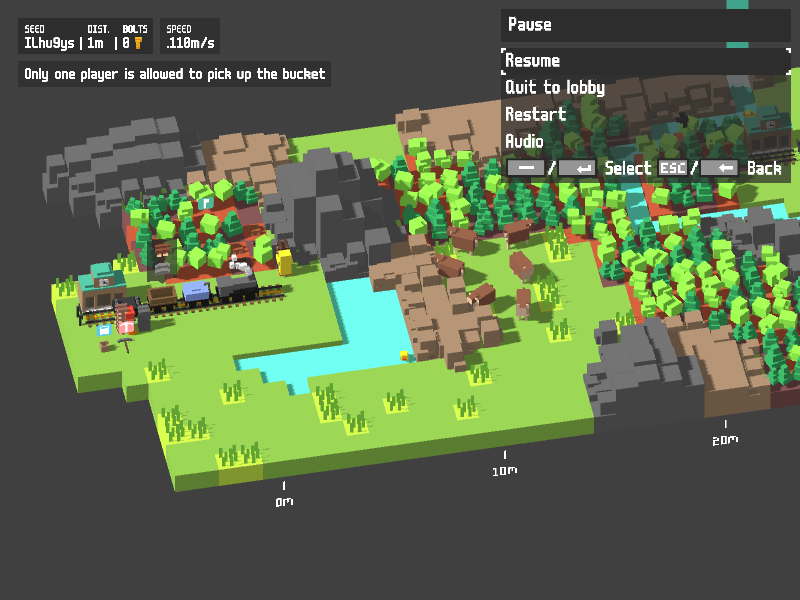 SEED DIST. BOLTS
ILhu9ys | 1m | 0
SPEED
.110m/s
Only one player is allowed to pick up the bucket
Pause
Resume
Quit to lobby
Restart
Audio
/ Select ESC / Back
0m
10m
20m